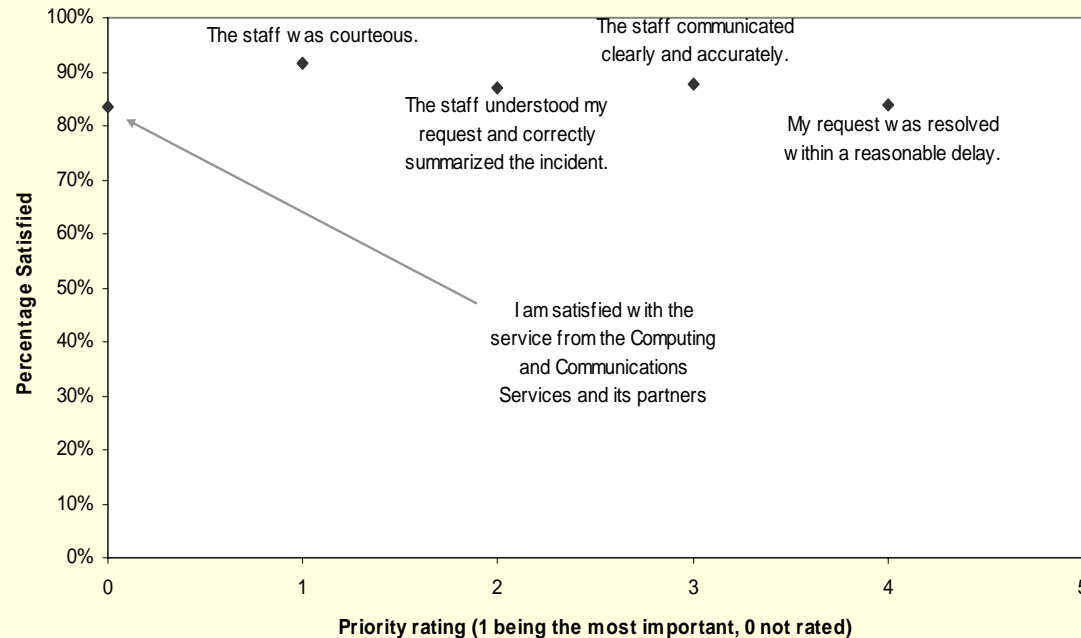 100%
90%
80%
70%
60%
50%
40%
30%
20%
10%
0%
Percentage Satisfied
The staff was courteous.
The staff understood my
request and correctly
summarized the incident.
The staff communicated
clearly and accurately.
My request was resolved
within a reasonable delay.
I am satisfied with the
service from the Computing
and Communications
Services and its partners
0 1 2 3 4 5
Priority rating (1 being the most important, 0 not rated)